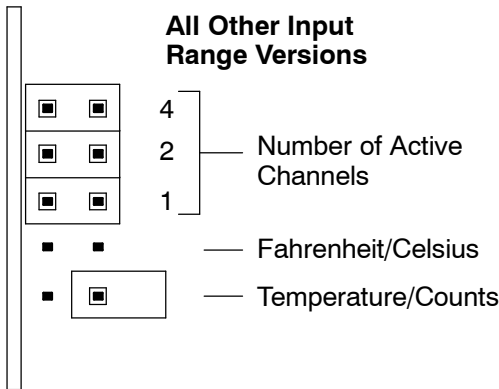 All Other Input
Range Versions
4
2
1
Number of Active
Channels
Fahrenheit/Celsius
Temperature/Counts